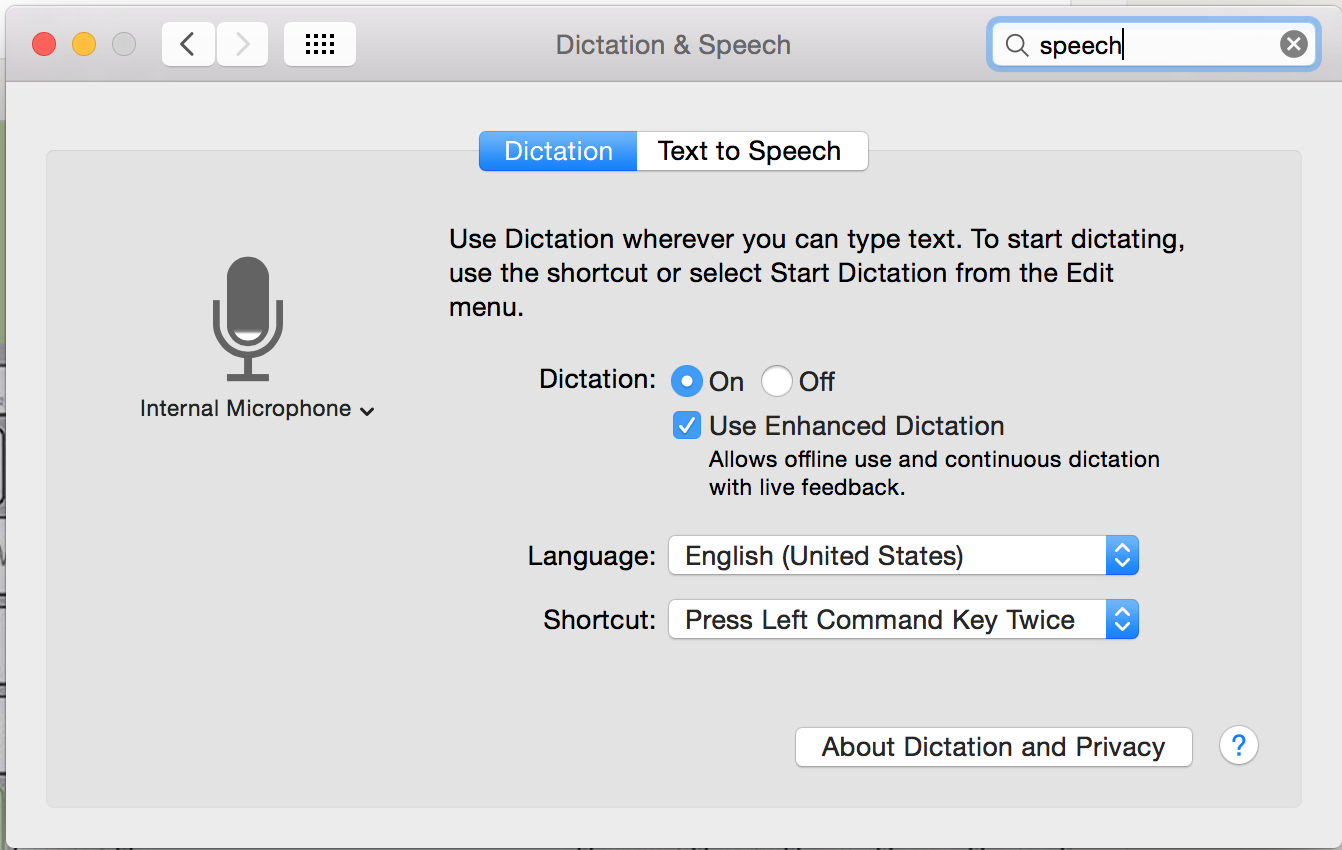 Dictation & Speech
speech
Dictation
Text to Speech
Use Dictation wherever you can type text. To start dictating,
use the shortcut or select Start Dictation from the Edit
menu.
Internal Microphone
Dictation: On Off
Use Enhanced Dictation
Allows offline use and continuous dictation
with live feedback.
Language: English (United States)
Shortcut: Press Left Command Key Twice
About Dictation and Privacy
?